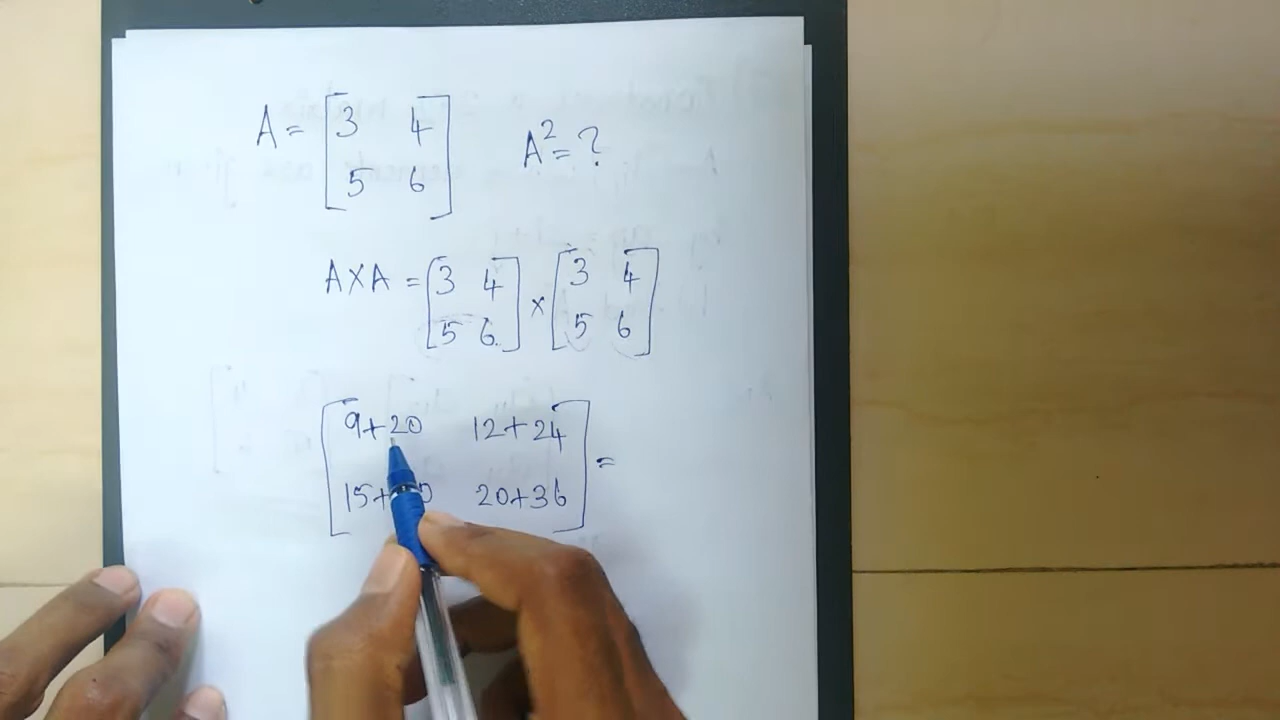 A = [3 4
5 6] A² = ?
A X A = [3 4
5 6] x [3 4
5 6]
[9+20 12+24
15+ 0 20+36] =